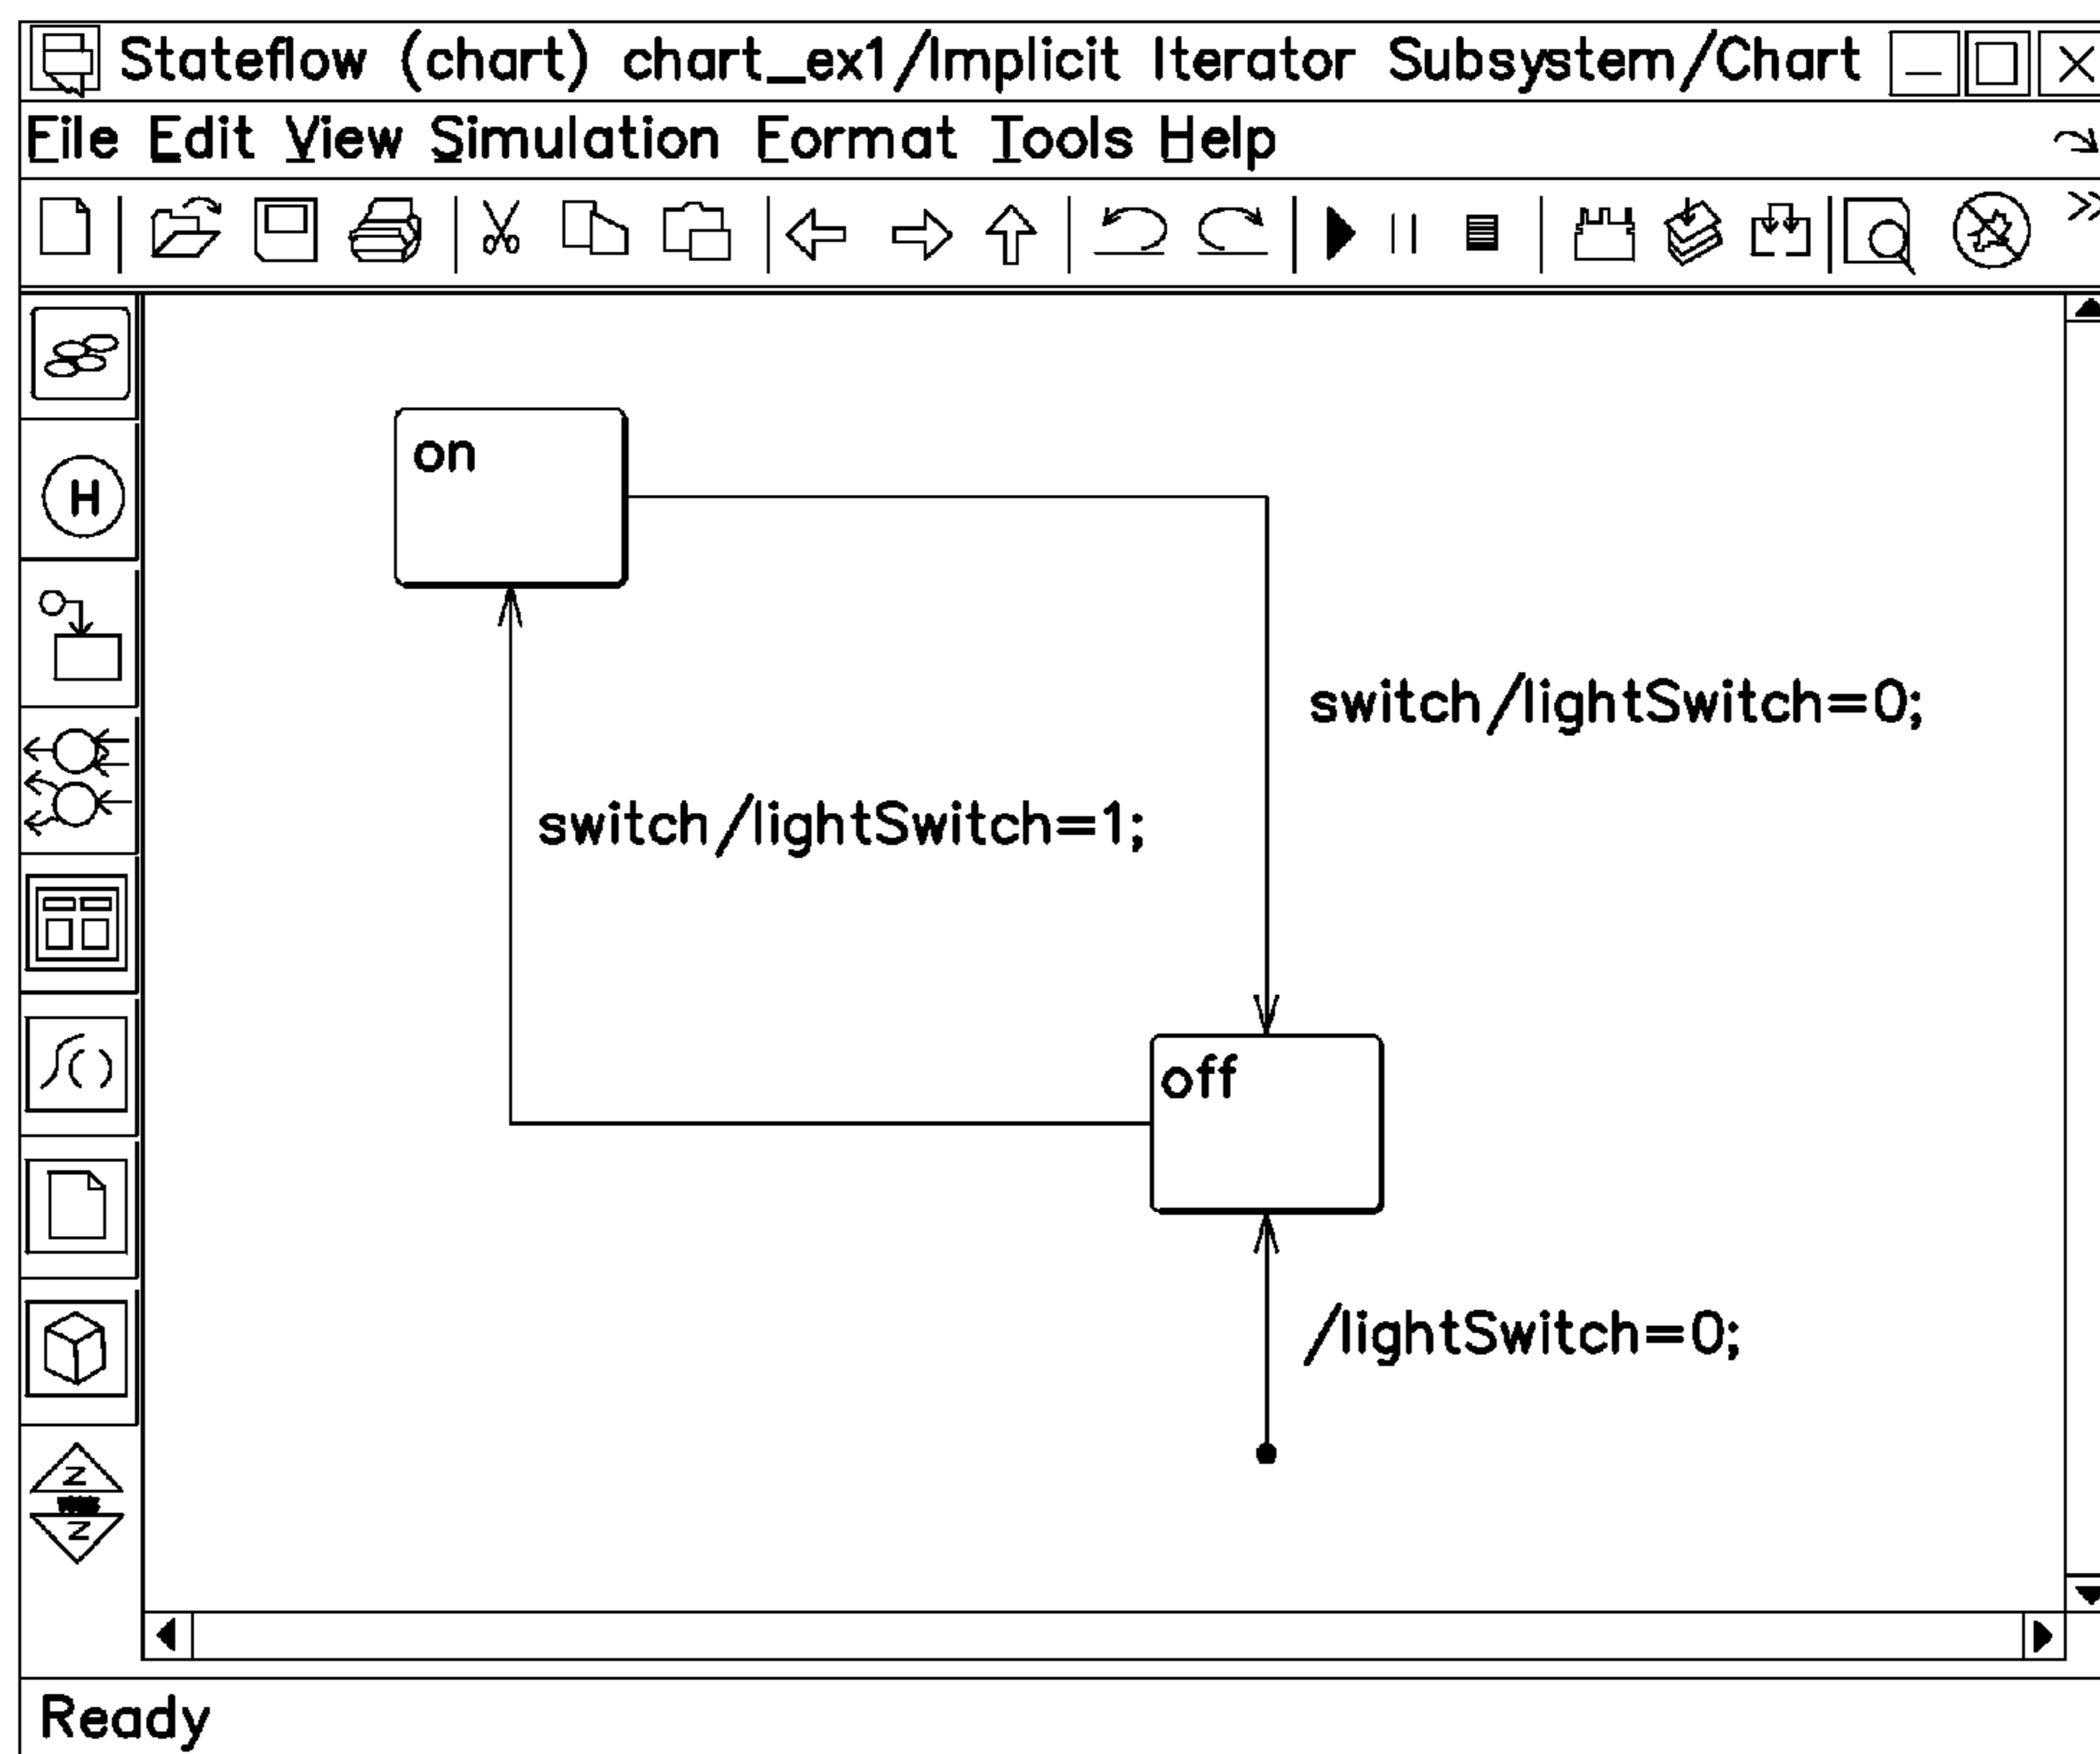 Stateflow (chart) chart_ex1/Implicit Iterator Subsystem/Chart
File Edit View Simulation Format Tools Help
H
on
switch/lightSwitch=0;
switch/lightSwitch=1;
off
/lightSwitch=0;
Ready